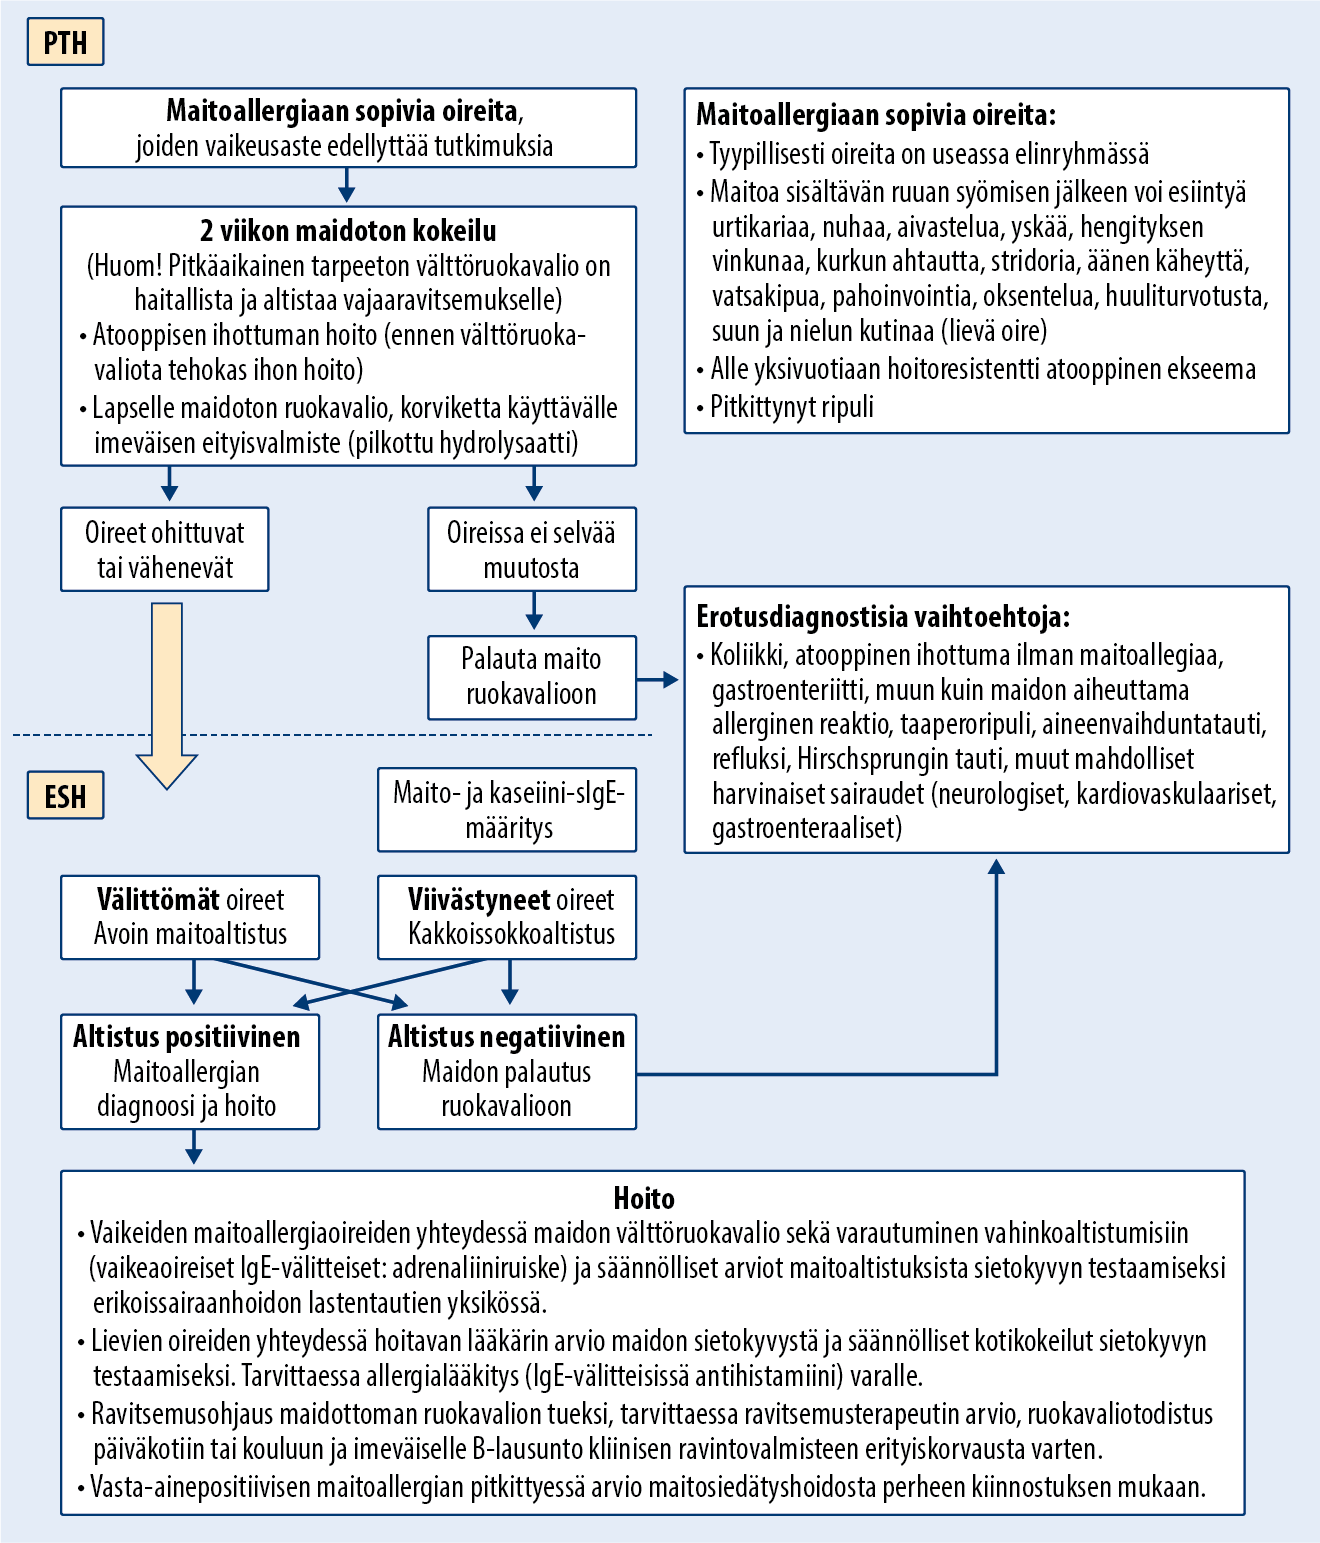 PTH
Maitoallergiaan sopivia oireita,
joiden vaikeusaste edellyttää tutkimuksia
2 viikon maidoton kokeilu
(Huom! Pitkäaikainen tarpeeton välttöruokavalio on
haitallista ja altistaa vajaaravitsemukselle)
• Atooppisen ihottuman hoito (ennen välttöruoka-
valiota tehokas ihon hoito)
• Lapselle maidoton ruokavalio, korviketta käyttävälle
imeväisen eityisvalmiste (pilkottu hydrolysaatti)
Maitoallergiaan sopivia oireita:
• Tyypillisesti oireita on useassa elinryhmässä
• Maitoa sisältävän ruuan syömisen jälkeen voi esiintyä
urtikariaa, nuhaa, aivastelua, yskää, hengityksen
vinkunaa, kurkun ahtautta, stridoria, äänen käheyttä,
vatsakipua, pahoinvointia, oksentelua, huuliturvotusta,
suun ja nielun kutinaa (lievä oire)
• Alle yksivuotiaan hoitoresistentti atooppinen ekseema
• Pitkittynyt ripuli
Oireet ohittuvat
tai vähenevät
Oireissa ei selvää
muutosta
Palauta maito
ruokavalioon
Erotusdiagnostisia vaihtoehtoja:
• Koliikki, atooppinen ihottuma ilman maitoallegiaa,
gastroenteriitti, muun kuin maidon aiheuttama
allerginen reaktio, taaperoripuli, aineenvaihduntatauti,
refluksi, Hirschsprungin tauti, muut mahdolliset
harvinaiset sairaudet (neurologiset, kardiovaskulaariset,
gastroenteraaliset)
ESH
Maito- ja kaseiini-sIgE-
määritys
Välittömät oireet
Avoin maitoaltistus
Viivästyneet oireet
Kakkoissokkoaltistus
Altistus positiivinen
Maitoallergian
diagnoosi ja hoito
Altistus negatiivinen
Maidon palautus
ruokavalioon
Hoito
• Vaikeiden maitoallergiaoireiden yhteydessä maidon välttöruokavalio sekä varautuminen vahinkoaltistumisiin
(vaikeaoireiset IgE-välitteiset: adrenaliiniruiske) ja säännölliset arviot maitoaltistuksista sietokyvyn testaamiseksi
erikoissairaanhoidon lastentautien yksikössä.
• Lievien oireiden yhteydessä hoitavan lääkärin arvio maidon sietokyvystä ja säännölliset kotikokeilut sietokyvyn
testaamiseksi. Tarvittaessa allergialääkitys (IgE-välitteisissä antihistamiini) varalle.
• Ravitsemusohjaus maidottoman ruokavalion tueksi, tarvittaessa ravitsemusterapeutin arvio, ruokavaliotodistus
päiväkotiin tai kouluun ja imeväiselle B-lausunto kliinisen ravintovalmisteen erityiskorvausta varten.
• Vasta-ainepositiivisen maitoallergian pitkittyessä arvio maitosiedätyshoidosta perheen kiinnostuksen mukaan.